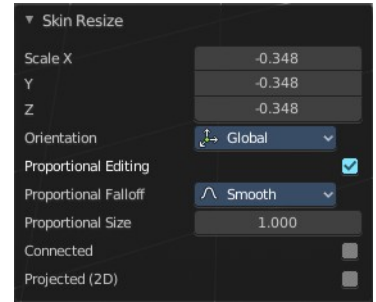 Skin Resize
Scale X -0.348
Y -0.348
Z -0.348
Orientation Global
Proportional Editing
Proportional Falloff Smooth
Proportional Size 1.000
Connected
Projected (2D)